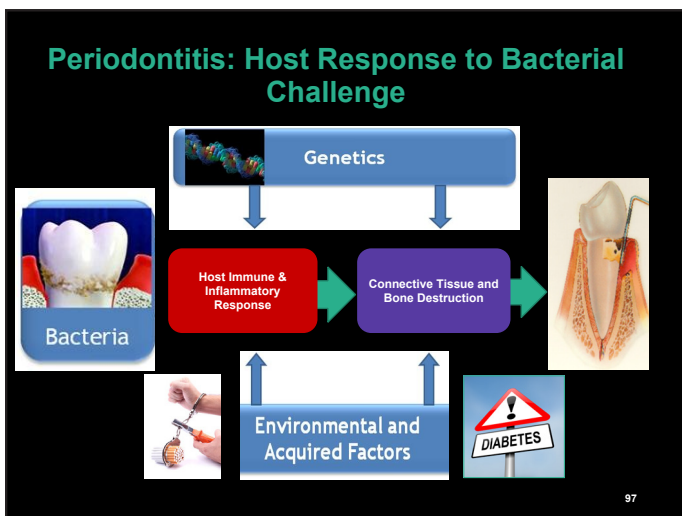 Periodontitis: Host Response to Bacterial
Challenge
Genetics
Bacteria
Host Immune &
Inflammatory
Response
Connective Tissue and
Bone Destruction
Environmental and
Acquired Factors
DIABETES
97